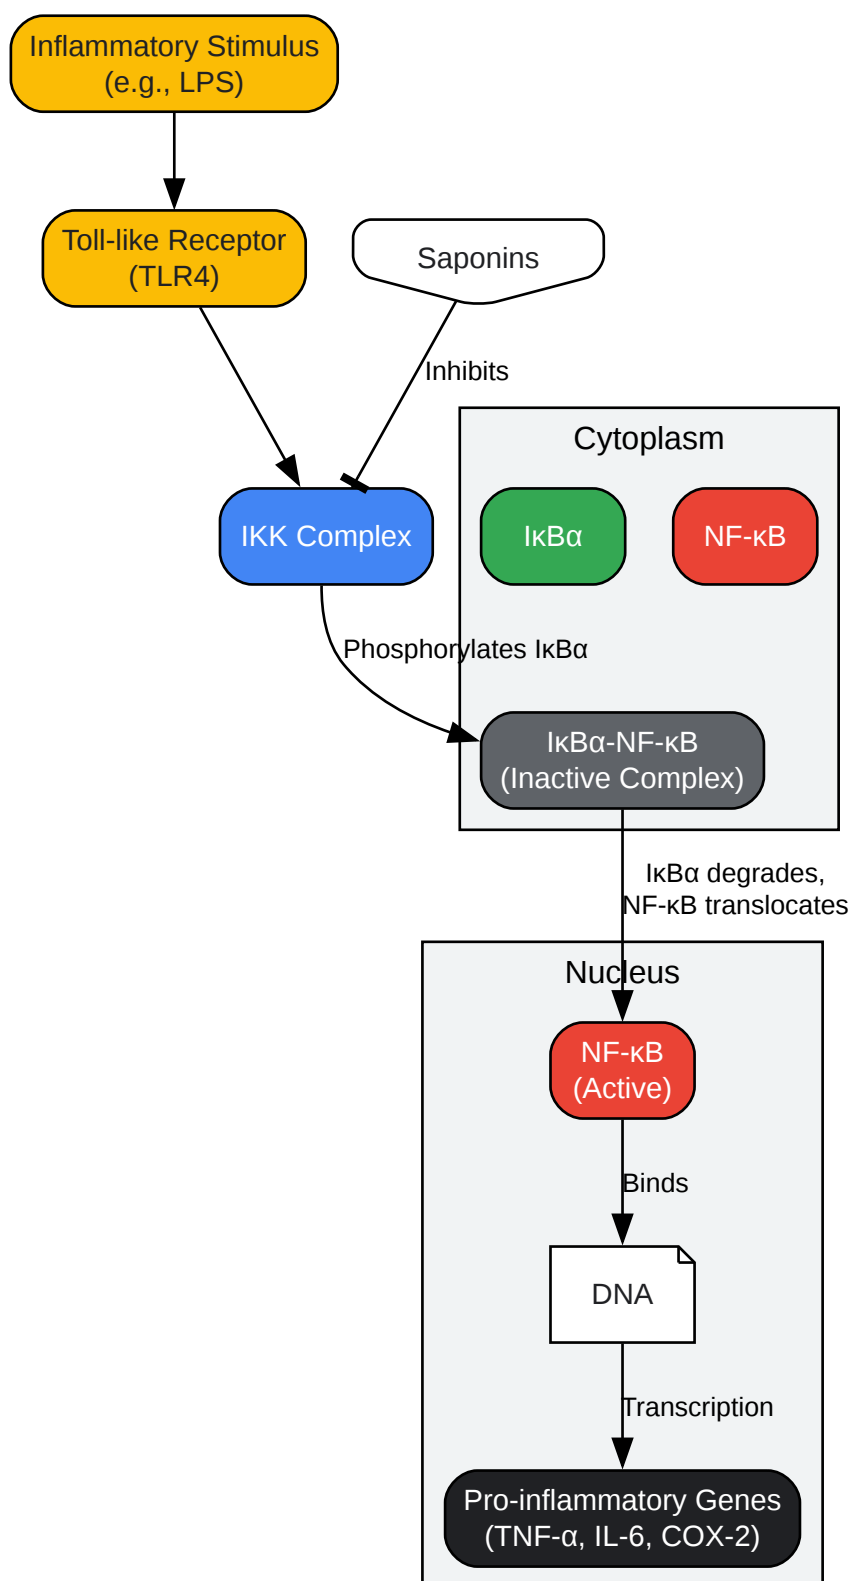 Inflammatory Stimulus
(e.g., LPS)
Toll-like Receptor
(TLR4)
Saponins
Inhibits
Cytoplasm
IKK Complex
IκBα
NF-κB
Phosphorylates IκBα
IκBα-NF-κB
(Inactive Complex)
IκBα degrades,
NF-κB translocates
Nucleus
NF-κB
(Active)
Binds
DNA
Transcription
Pro-inflammatory Genes
(TNF-α, IL-6, COX-2)